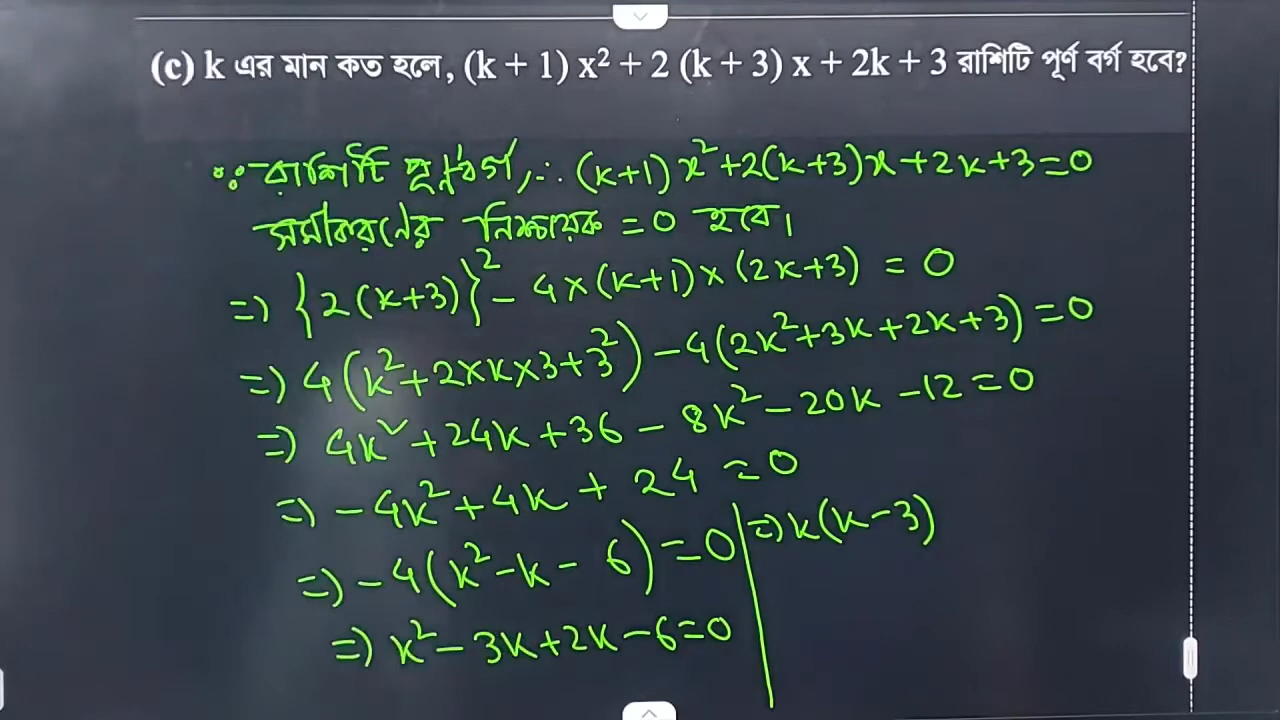 (c) k এর মান কত হলে, (k + 1) x² + 2 (k + 3) x + 2k + 3 রাশিটি পূর্ণ বর্গ হবে?
∵ রাশিটি পূর্ণবর্গ, ∴ (k+1)x²+2(k+3)x+2k+3=0
সমীকরণের নিশ্চায়ক =0 হবে।
=> {2(k+3)}² - 4×(k+1)×(2k+3) = 0
=> 4(k²+2×k×3+3²) - 4(2k²+3k+2k+3) = 0
=> 4k²+24k+36 - 8k² - 20k - 12 = 0
=> -4k²+4k + 24 = 0
=> -4(k²-k- 6) = 0
=> k² - 3k+2k - 6=0
=> k(k-3)